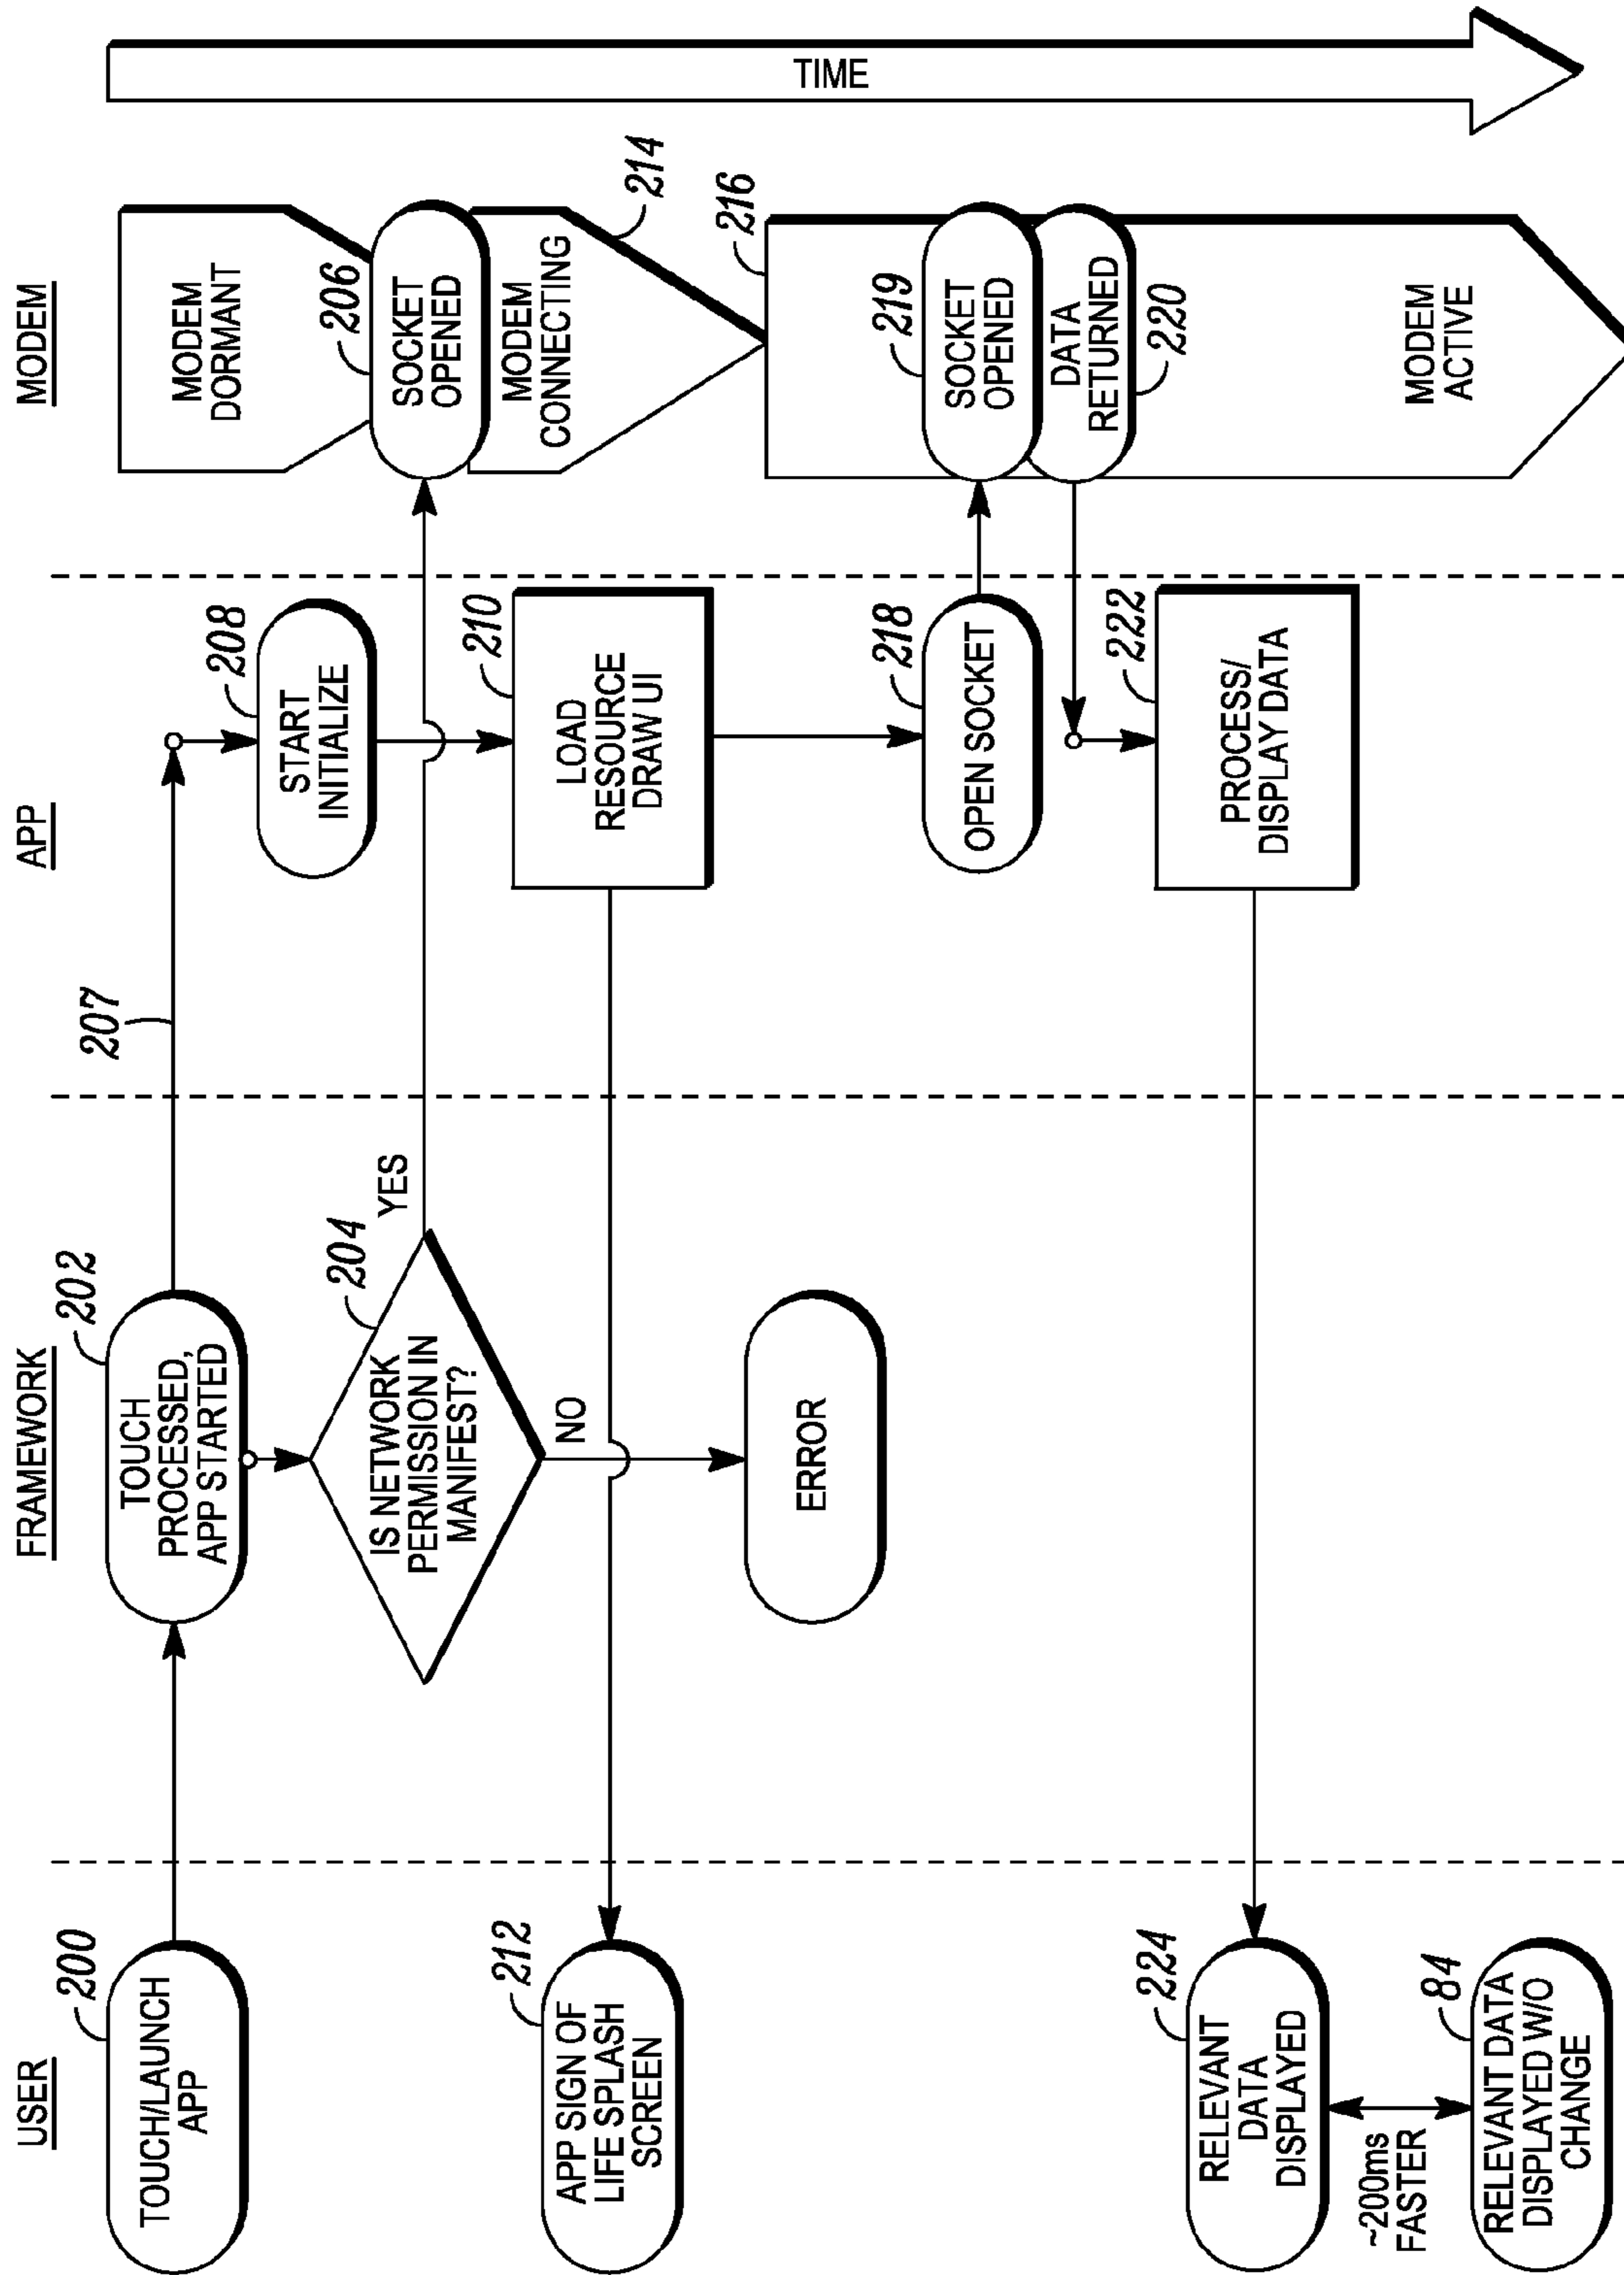 USER
FRAMEWORK
APP
MODEM
200
TOUCH/LAUNCH
APP
202
TOUCH
PROCESSED,
APP STARTED
207
MODEM
DORMANT
TIME
208
START
INITIALIZE
204
IS NETWORK
PERMISSION IN
MANIFEST?
YES
NO
206
SOCKET
OPENED
212
APP SIGN OF
LIFE SPLASH
SCREEN
210
LOAD
RESOURCE
DRAW UI
MODEM
CONNECTING
214
ERROR
216
218
OPEN SOCKET
219
SOCKET
OPENED
DATA
RETURNED
220
224
RELEVANT
DATA
DISPLAYED
222
PROCESS/
DISPLAY DATA
MODEM
ACTIVE
~200ms
FASTER
84
RELEVANT DATA
DISPLAYED W/O
CHANGE